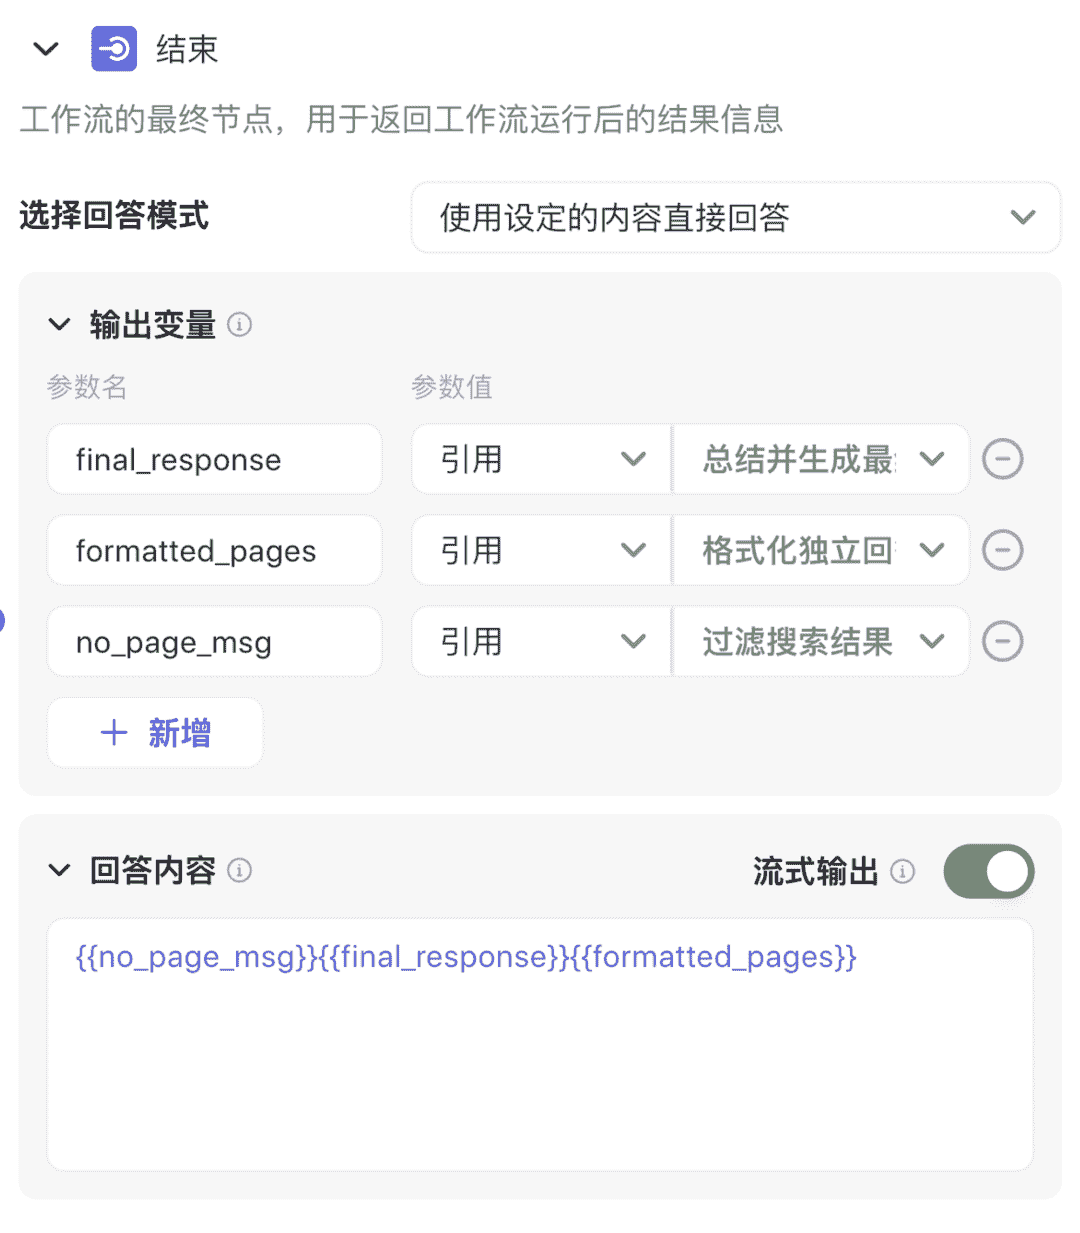 结束
工作流的最终节点，用于返回工作流运行后的结果信息
选择回答模式 使用设定的内容直接回答
输出变量
参数名 参数值
final_response 引用 总结并生成最
formatted_pages 引用 格式化独立回
no_page_msg 引用 过滤搜索结果
+ 新增
回答内容 流式输出
{{no_page_msg}}{{final_response}}{{formatted_pages}}